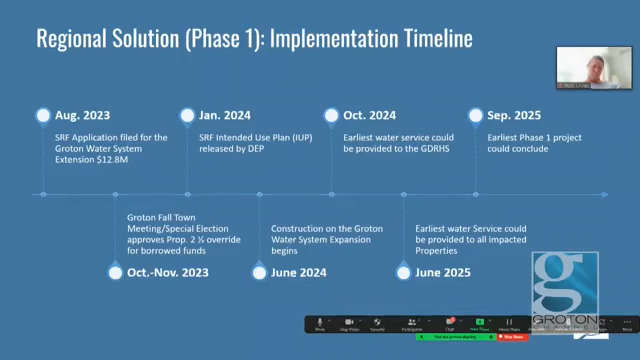 Regional Solution (Phase 1): Implementation Timeline
Aug. 2023
SRF Application filed for the
Groton Water System
Extension $12.8M
Jan. 2024
SRF Intended Use Plan (IUP)
released by DEP
Oct. 2024
Earliest water service could
be provided to the GDRHS
Sep. 2025
Earliest Phase 1 project
could conclude
Groton Fall Town
Meeting/Special Election
approves Prop. 2 ½ override
for borrowed funds
Oct.-Nov. 2023
Construction on the Groton
Water System Expansion
begins
June 2024
Earliest water Service could
be provided to all impacted
Properties
June 2025
g
GROTON